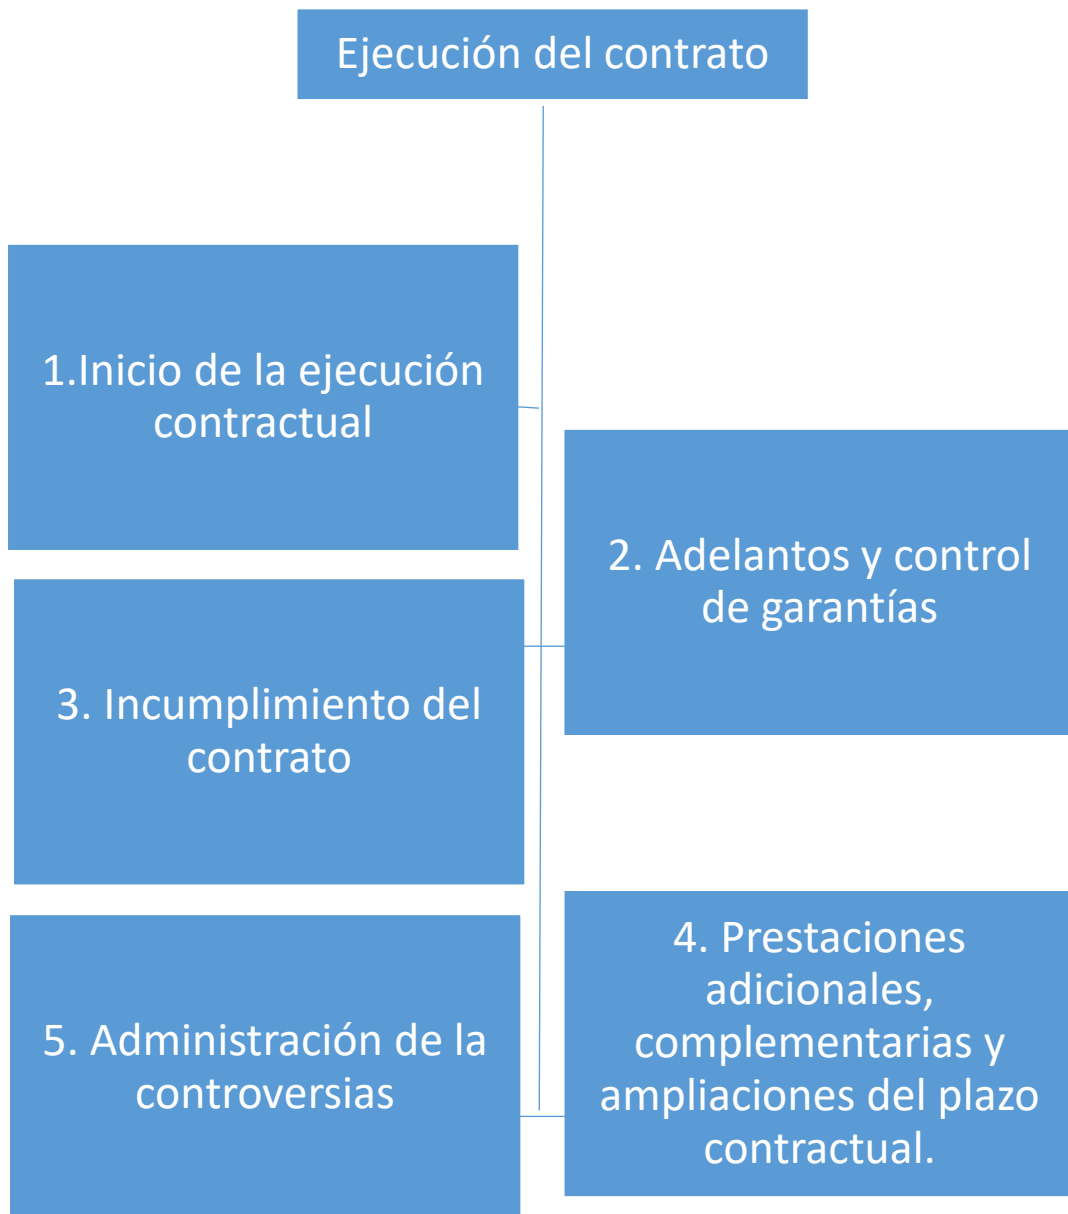 Ejecución del contrato
1.Inicio de la ejecución
contractual
2. Adelantos y control
de garantías
3. Incumplimiento del
contrato
4. Prestaciones
adicionales,
complementarias y
ampliaciones del plazo
contractual.
5. Administración de la
controversias